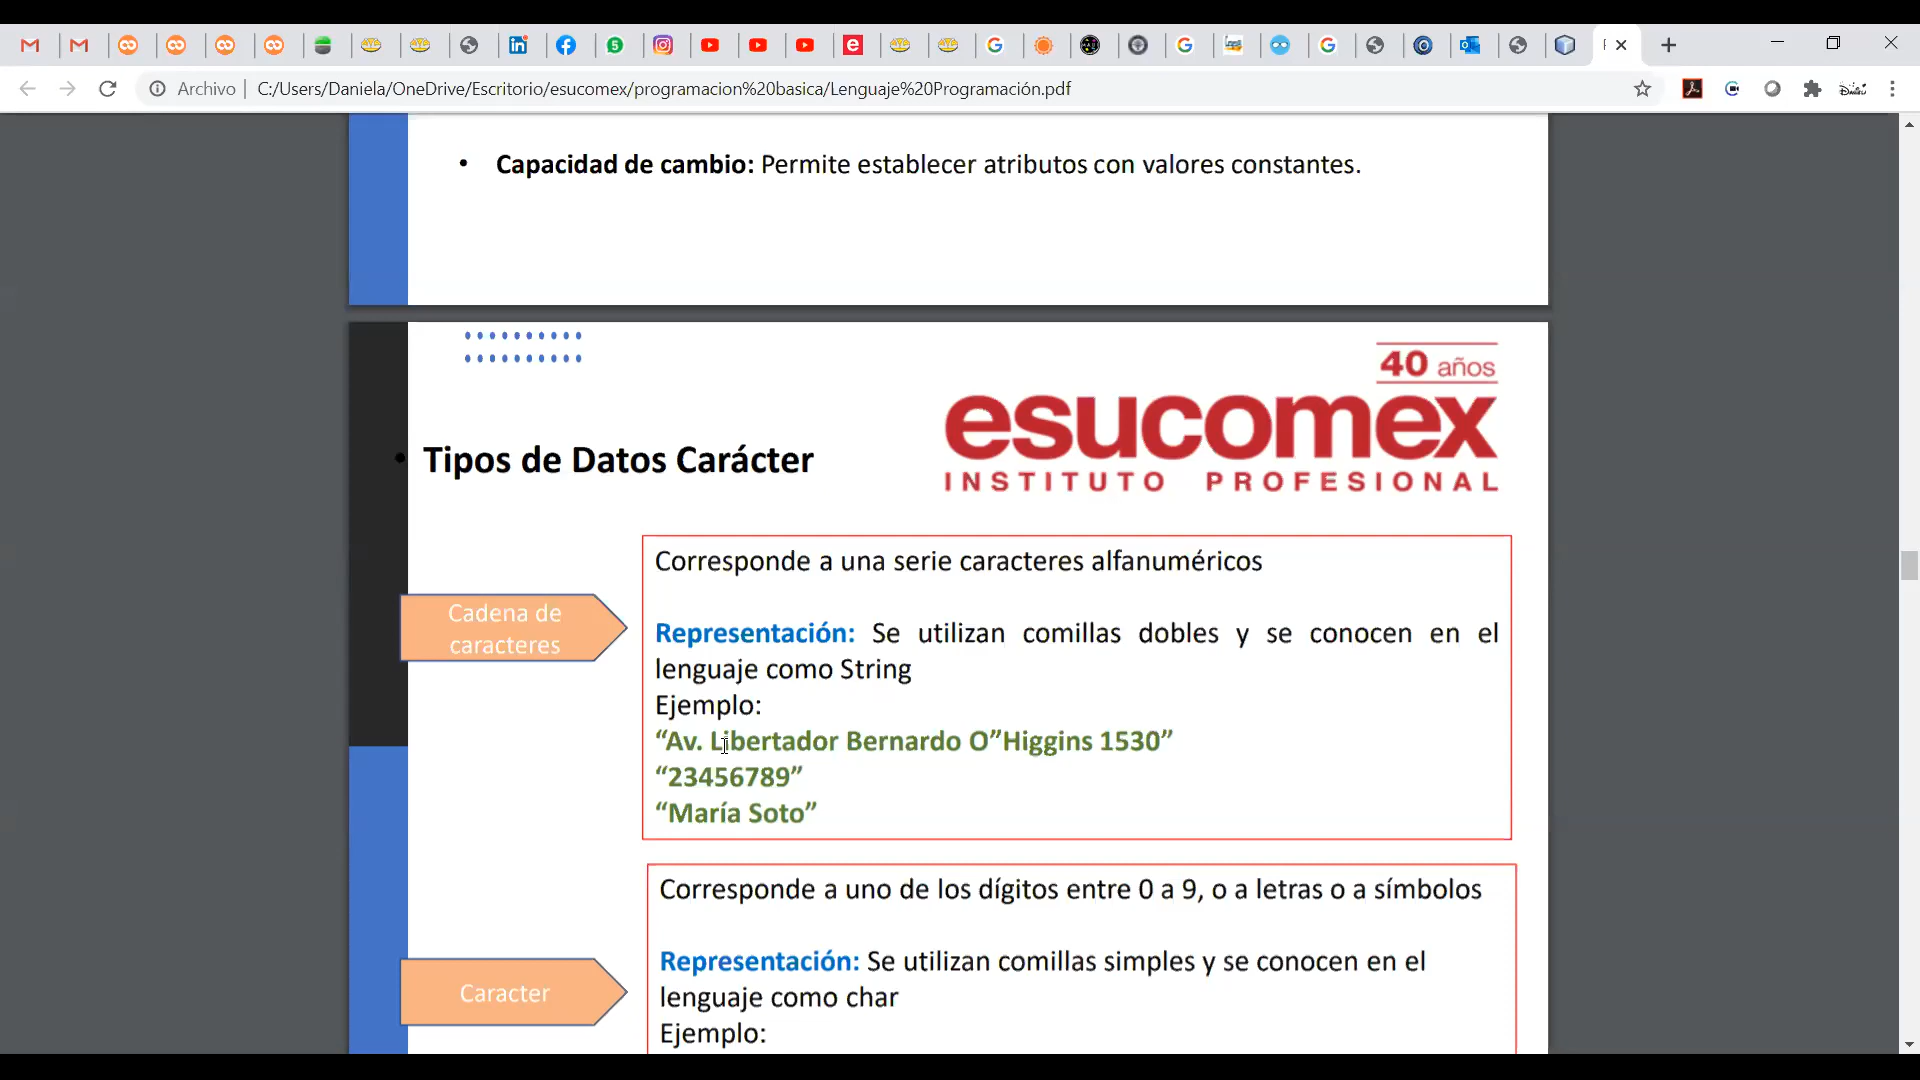 Archivo
C:/Users/Daniela/OneDrive/Escritorio/esucomex/programacion%20basica/Lenguaje%20Programación.pdf
• Capacidad de cambio: Permite establecer atributos con valores constantes.
40 años
esucomex
INSTITUTO PROFESIONAL
• Tipos de Datos Carácter
Corresponde a una serie caracteres alfanuméricos
Cadena de
caracteres
Representación: Se utilizan comillas dobles y se conocen en el
lenguaje como String
Ejemplo:
“Av. Libertador Bernardo O”Higgins 1530”
“23456789”
“María Soto”
Corresponde a uno de los dígitos entre 0 a 9, o a letras o a símbolos
Caracter
Representación: Se utilizan comillas simples y se conocen en el
lenguaje como char
Ejemplo: